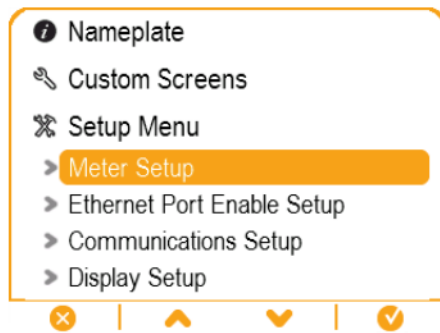 Nameplate
Custom Screens
Setup Menu
Meter Setup
Ethernet Port Enable Setup
Communications Setup
Display Setup